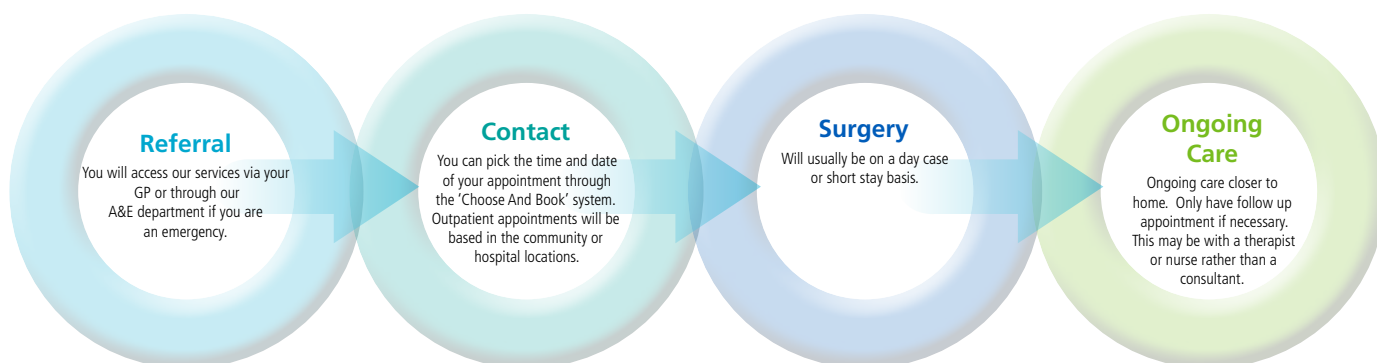 Referral
You will access our services via your
GP or through our
A&E department if you are
an emergency.
Contact
You can pick the time and date
of your appointment through
the 'Choose And Book' system.
Outpatient appointments will be
based in the community or
hospital locations.
Surgery
Will usually be on a day case
or short stay basis.
Ongoing
Care
Ongoing care closer to
home. Only have follow up
appointment if necessary.
This may be with a therapist
or nurse rather than a
consultant.